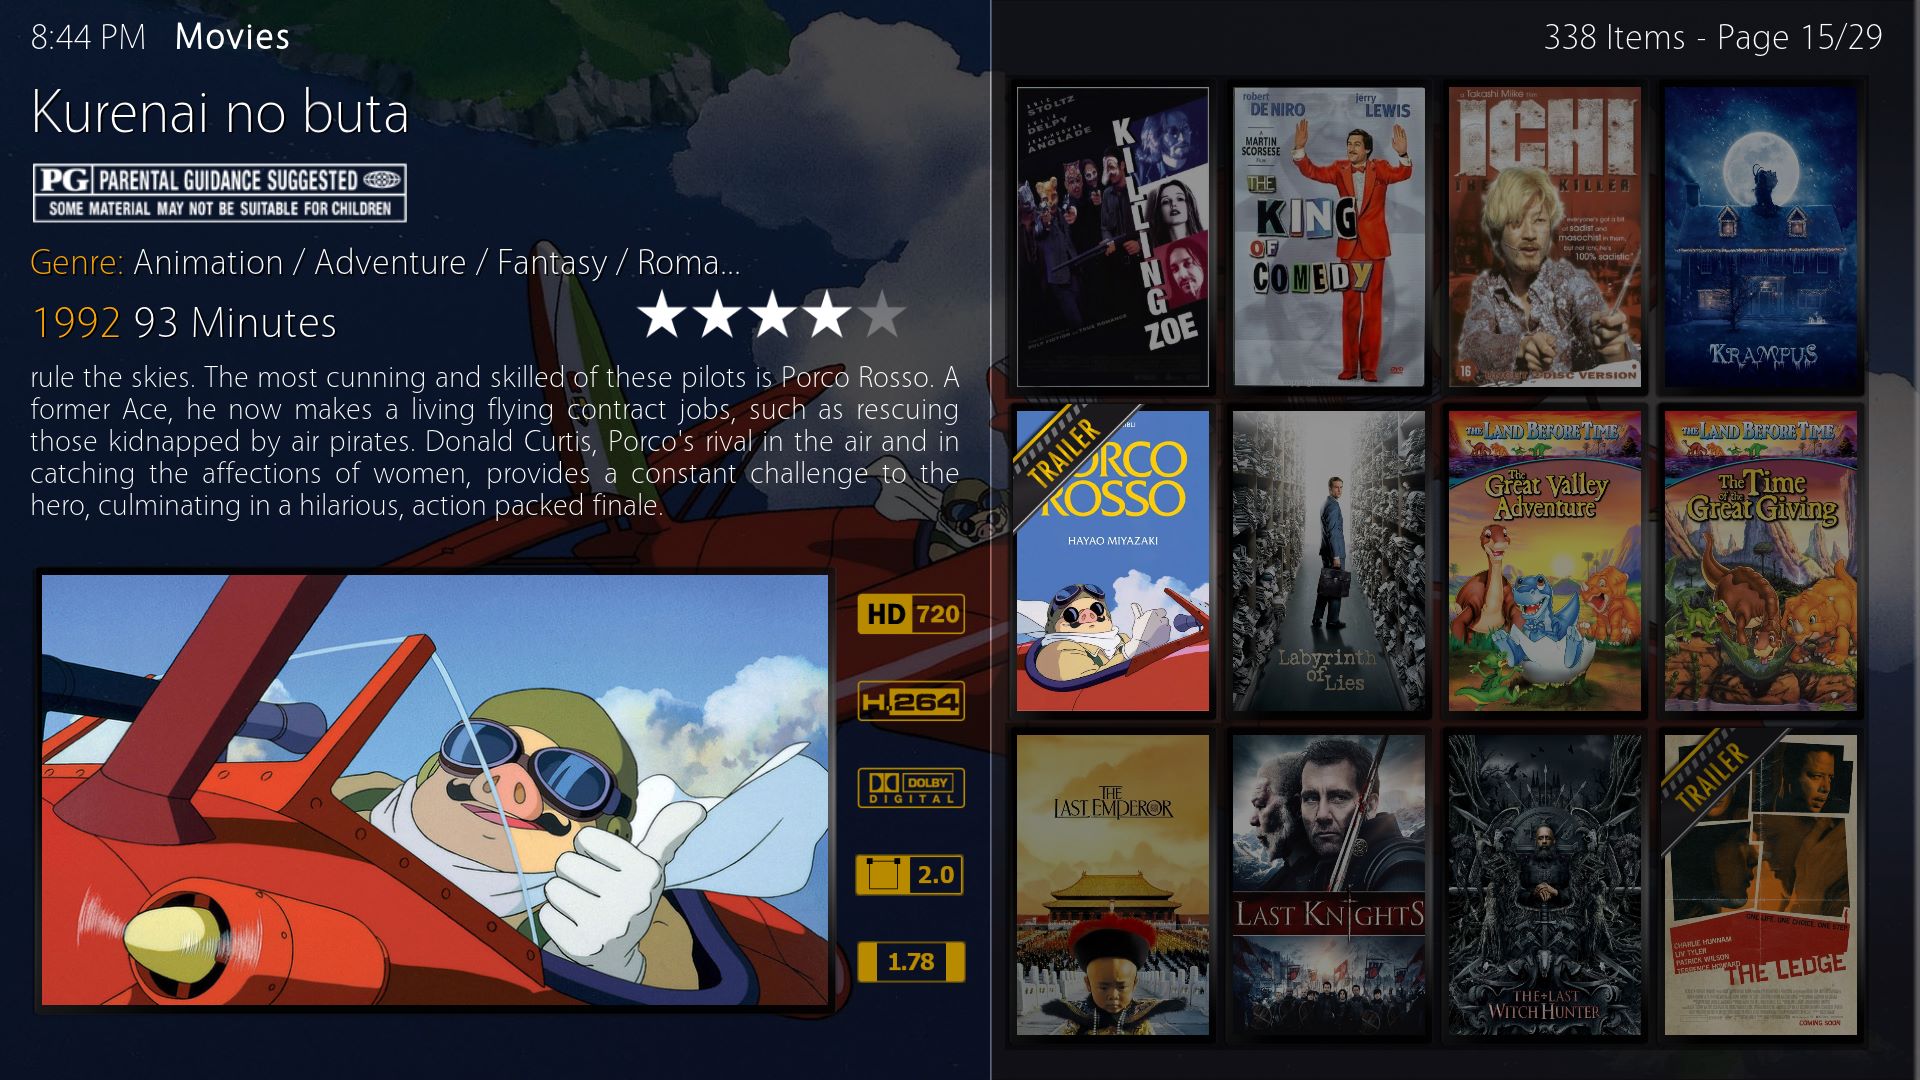 8:44 PM Movies
338 Items - Page 15/29
Kurenai no buta
PG PARENTAL GUIDANCE SUGGESTED
SOME MATERIAL MAY NOT BE SUITABLE FOR CHILDREN
Genre: Animation / Adventure / Fantasy / Roma...
1992 93 Minutes
rule the skies. The most cunning and skilled of these pilots is Porco Rosso. A
former Ace, he now makes a living flying contract jobs, such as rescuing
those kidnapped by air pirates. Donald Curtis, Porco's rival in the air and in
catching the affections of women, provides a constant challenge to the
hero, culminating in a hilarious, action packed finale.
HD 720
H.264
DOLBY
DIGITAL
2.0
1.78
ERIC STOLTZ
JULIE DELPY
JEAN-HUGUES ANGLADE
KILLING
ZOE
robert DE NIRO
jerry LEWIS
A
MARTIN
SCORSESE
Film
THE
KING
OF
COMEDY
a Takashi Miike film
ICHI
THE KILLER
"everyone's got a bit
of sadist and
masochist in them,
but not ichi, he's
100% sadistic"
16
UNCUT 2-DISC VERSION
KRAMPUS
TRAILER
ORCO
ROSSO
HAYAO MIYAZAKI
Labyrinth
of Lies
THE LAND BEFORE TIME
The
Great Valley
Adventure
THE LAND BEFORE TIME
The Time
of the
Great Giving
THE
LAST EMPEROR
LAST KNIGHTS
THE LAST
WITCH HUNTER
TRAILER
ONE LIFE. ONE CHOICE. ONE STEP.
CHARLIE HUNNAM
LIV TYLER
PATRICK WILSON
TERRENCE HOWARD
THE LEDGE
COMING SOON